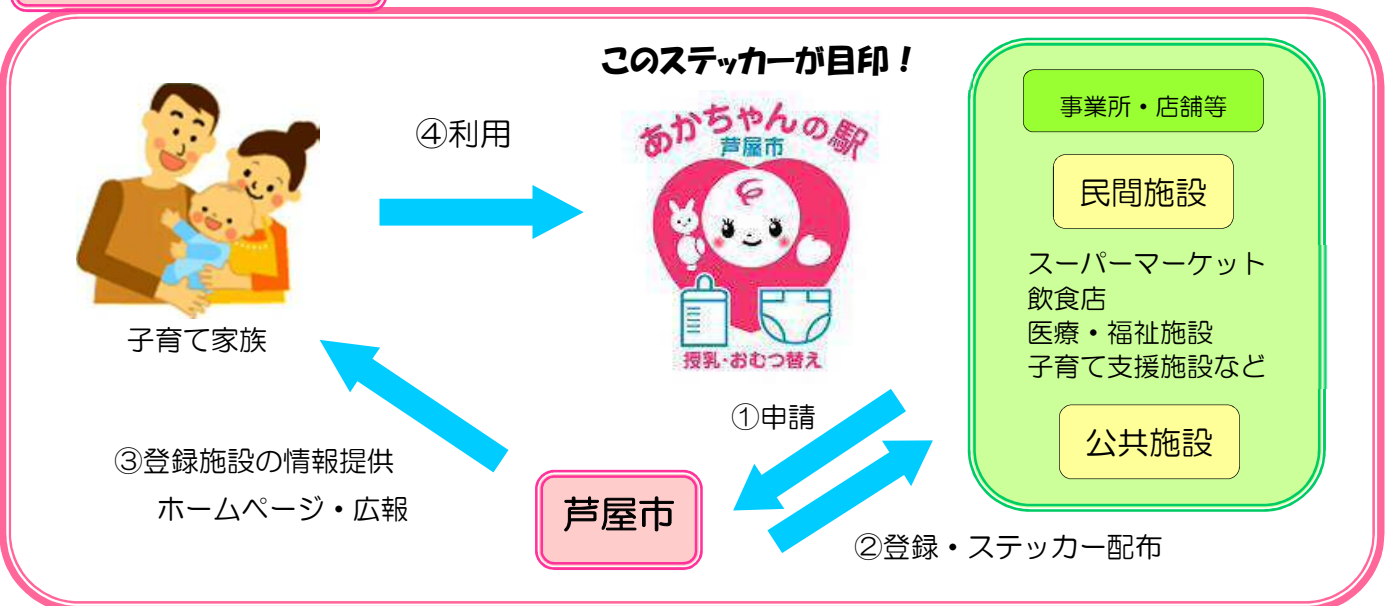 このステッカーが目印!
あかちゃんの駅
芦屋市
授乳・おむつ替え
④利用
子育て家族
事業所・店舗等
民間施設
スーパーマーケット
飲食店
医療・福祉施設
子育て支援施設など
公共施設
①申請
③登録施設の情報提供
ホームページ・広報
芦屋市
②登録・ステッカー配布